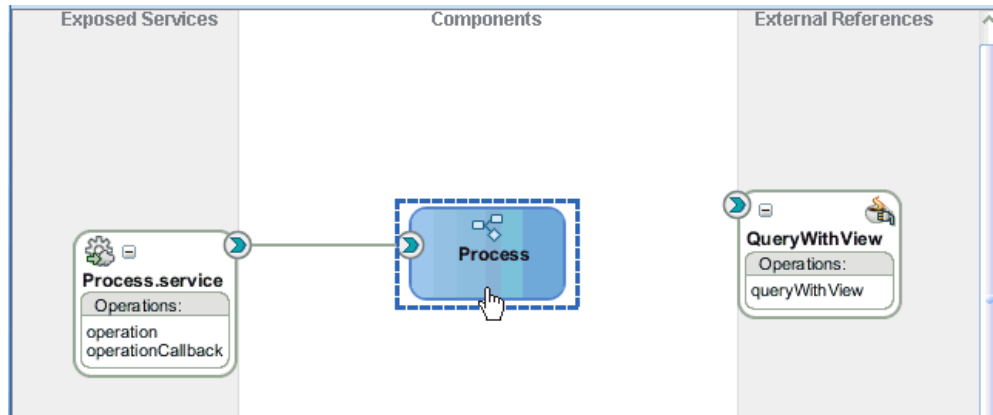 Exposed Services
Components
External References
Process.service
Operations:
operation
operationCallback
Process
QueryWithView
Operations:
queryWithView